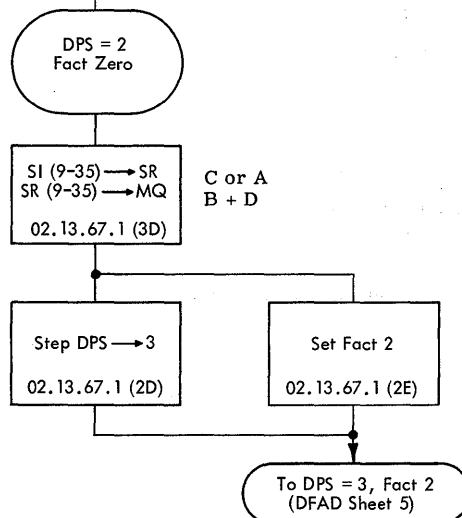 DPS = 2
Fact Zero
SI (9-35) → SR
SR (9-35) → MQ
02.13.67.1 (3D)
C or A
B + D
Step DPS → 3
02.13.67.1 (2D)
Set Fact 2
02.13.67.1 (2E)
To DPS = 3, Fact 2
(DFAD Sheet 5)